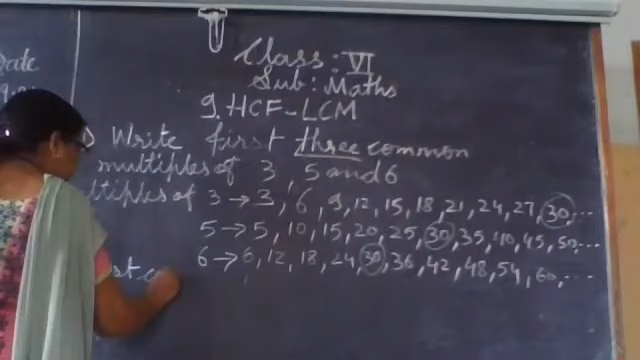 Date
Class: VI
Sub: Maths
9. HCF-LCM
Write first three common
multiples of 3, 5 and 6
ltiples of 3 → 3, 6, 9, 12, 15, 18, 21, 24, 27, 30, ...
5 → 5, 10, 15, 20, 25, 30, 35, 40, 45, 50, ...
6 → 6, 12, 18, 24, 30, 36, 42, 48, 54, 60, ...
st c